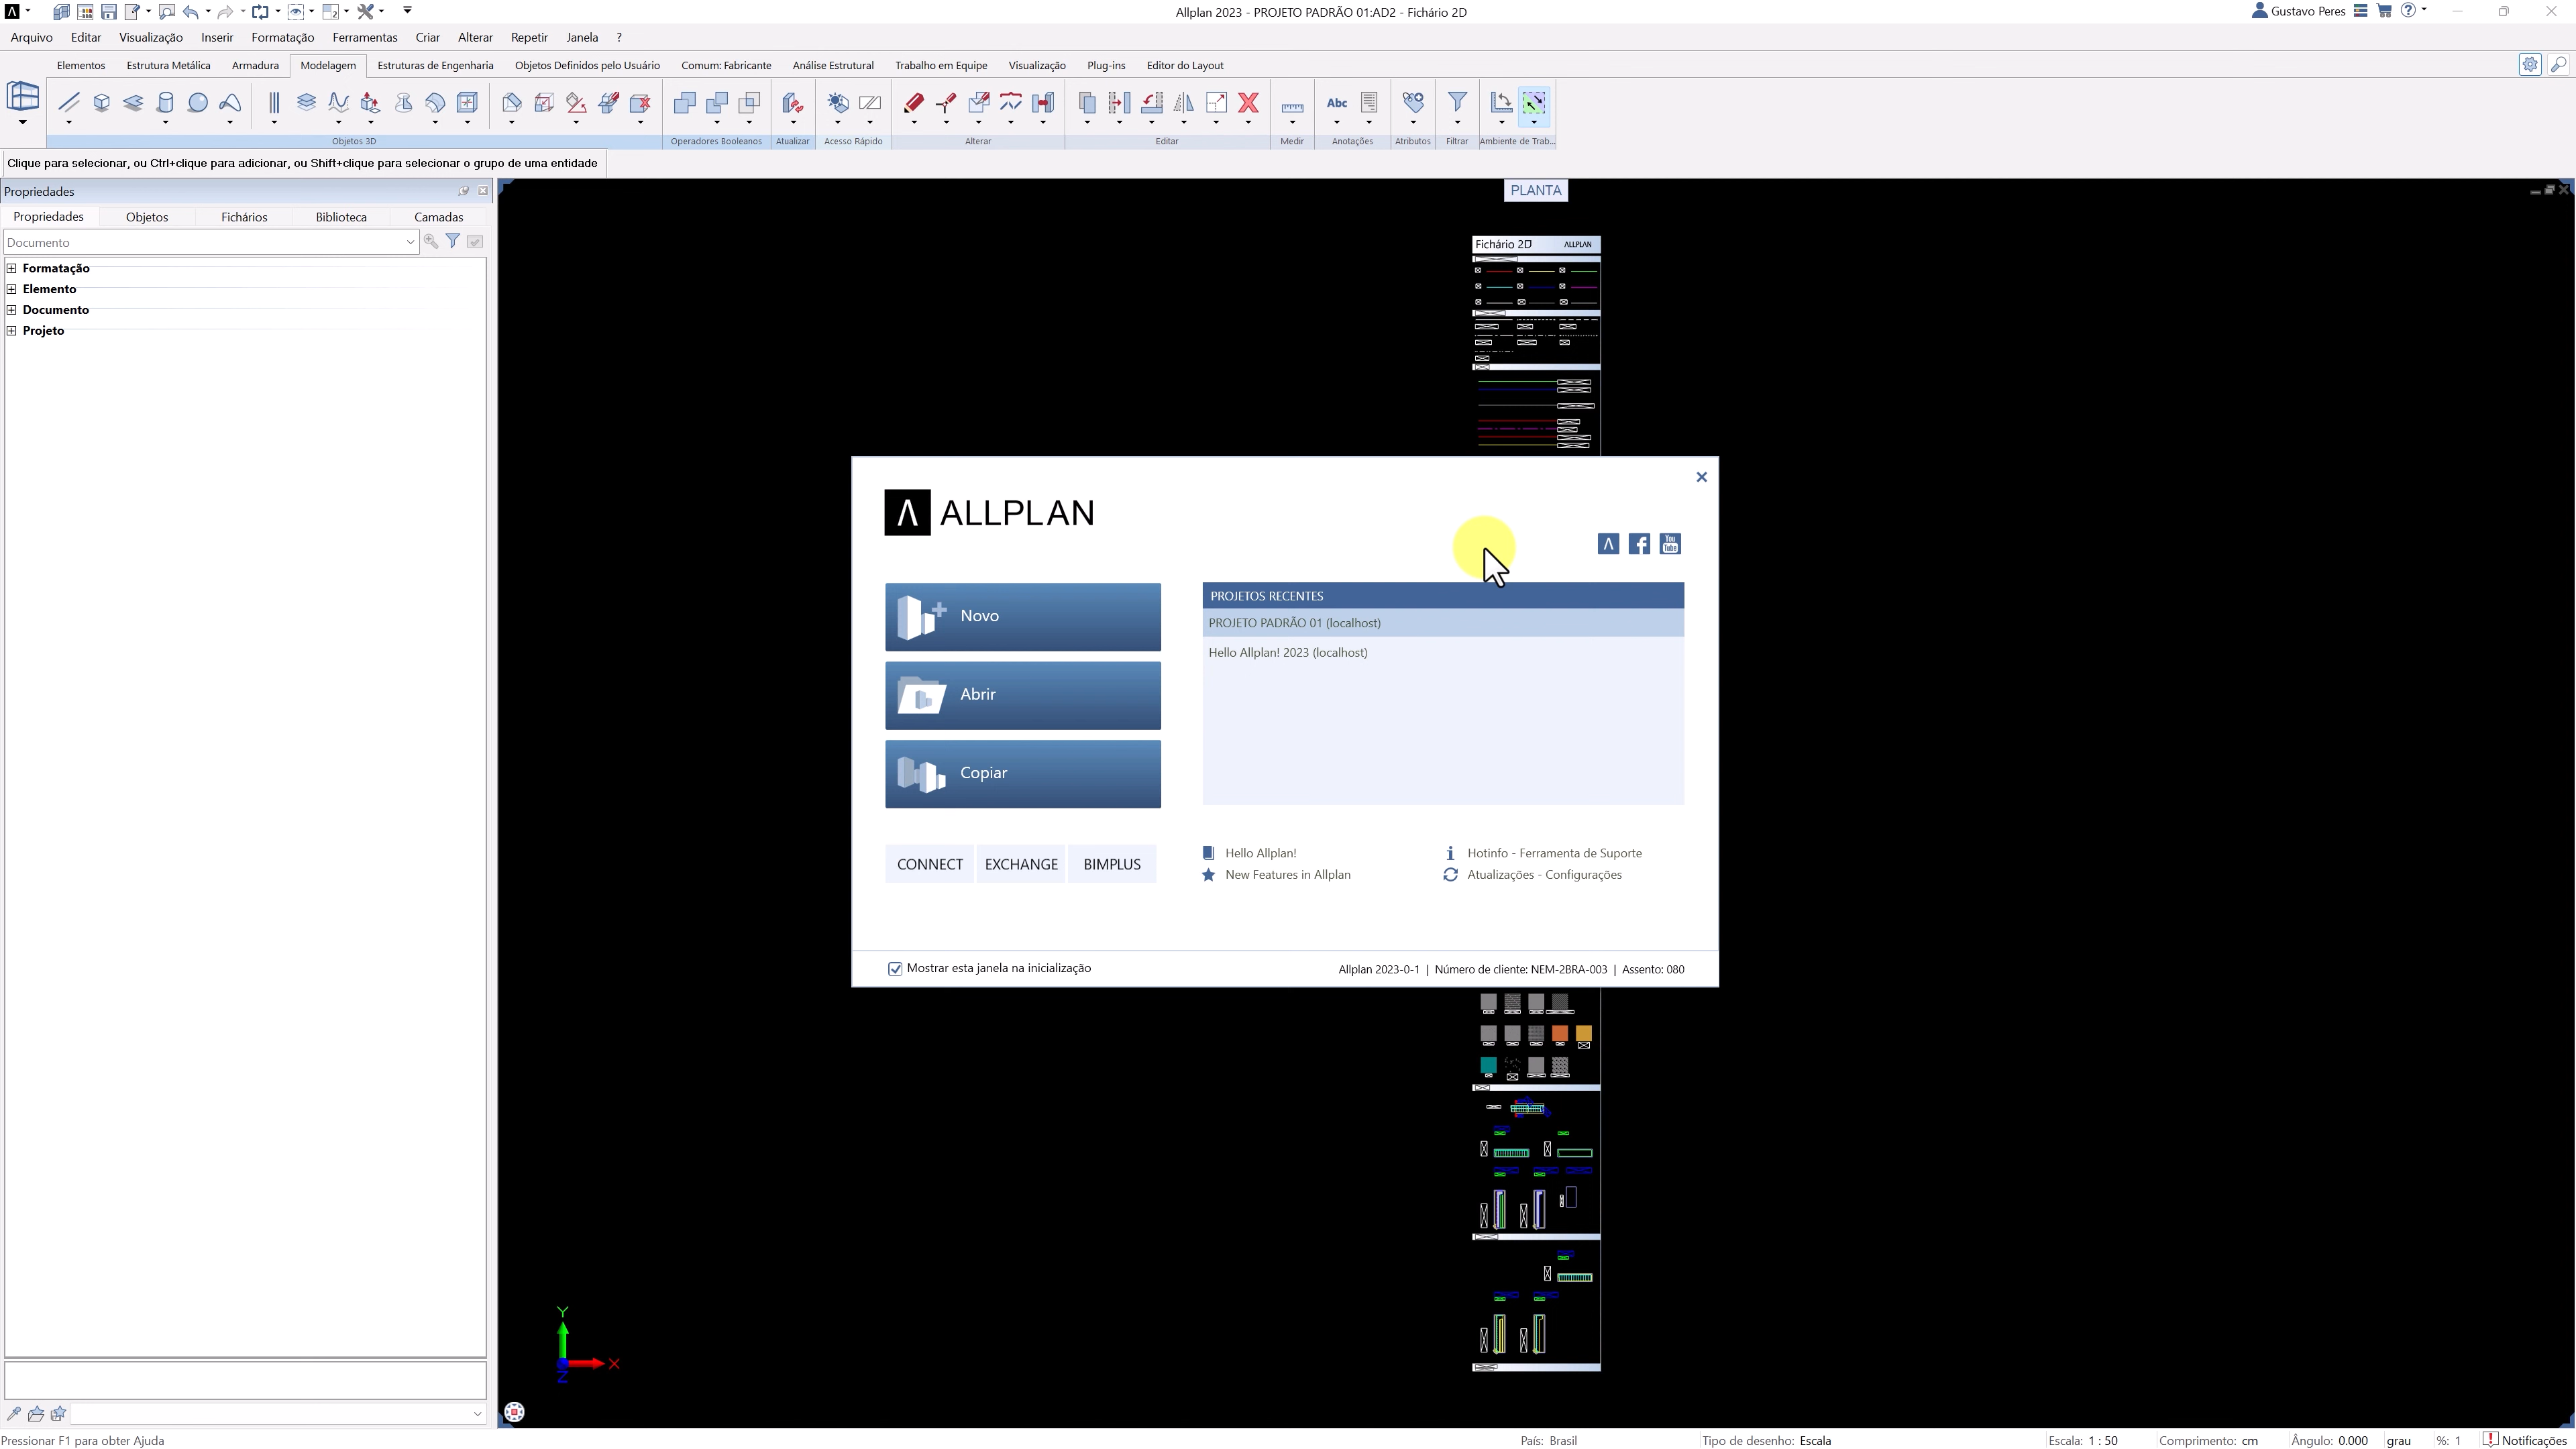 Allplan 2023 - PROJETO PADRÃO 01:AD2 - Fichário 2D
Gustavo Peres
Arquivo Editar Visualização Inserir Formatação Ferramentas Criar Alterar Repetir Janela ?
Elementos Estrutura Metálica Armadura Modelagem Estruturas de Engenharia Objetos Definidos pelo Usuário Comum: Fabricante Análise Estrutural Trabalho em Equipe Visualização Plug-ins Editor do Layout
Abc
Objetos 3D Operadores Booleanos Atualizar Acesso Rápido Alterar Editar Medir Anotações Atributos Filtrar Ambiente de Trab...
Clique para selecionar, ou Ctrl+clique para adicionar, ou Shift+clique para selecionar o grupo de uma entidade
Propriedades
PLANTA
Propriedades Objetos Fichários Biblioteca Camadas
Documento
Formatação
Elemento
Documento
Projeto
Fichário 2D ALLPLAN
ALLPLAN
You Tube
Novo
Abrir
Copiar
PROJETOS RECENTES
PROJETO PADRÃO 01 (localhost)
Hello Allplan! 2023 (localhost)
CONNECT EXCHANGE BIMPLUS
Hello Allplan!
New Features in Allplan
Hotinfo - Ferramenta de Suporte
Atualizações - Configurações
Mostrar esta janela na inicialização
Allplan 2023-0-1 | Número de cliente: NEM-2BRA-003 | Assento: 080
Y
X
Z
Pressionar F1 para obter Ajuda
País: Brasil Tipo de desenho: Escala Escala: 1 : 50 Comprimento: cm Ângulo: 0.000 grau %: 1 Notificações